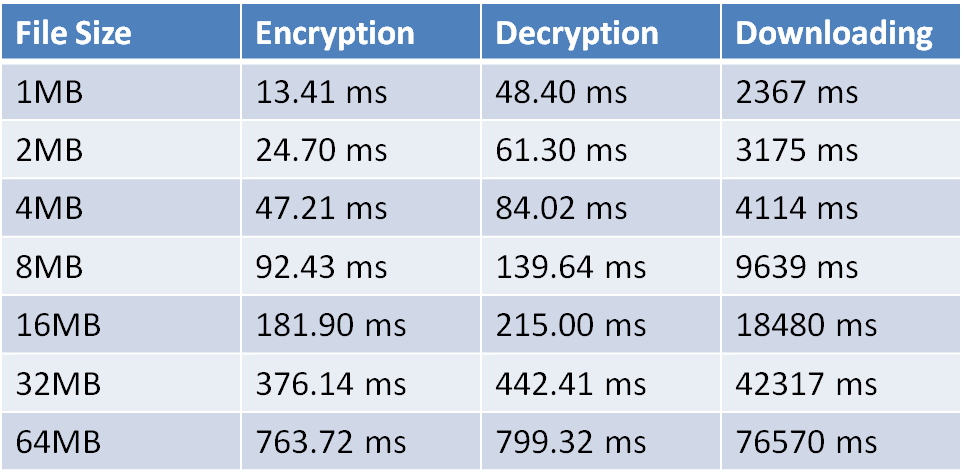 File Size Encryption Decryption Downloading
1MB 13.41 ms 48.40 ms 2367 ms
2MB 24.70 ms 61.30 ms 3175 ms
4MB 47.21 ms 84.02 ms 4114 ms
8MB 92.43 ms 139.64 ms 9639 ms
16MB 181.90 ms 215.00 ms 18480 ms
32MB 376.14 ms 442.41 ms 42317 ms
64MB 763.72 ms 799.32 ms 76570 ms